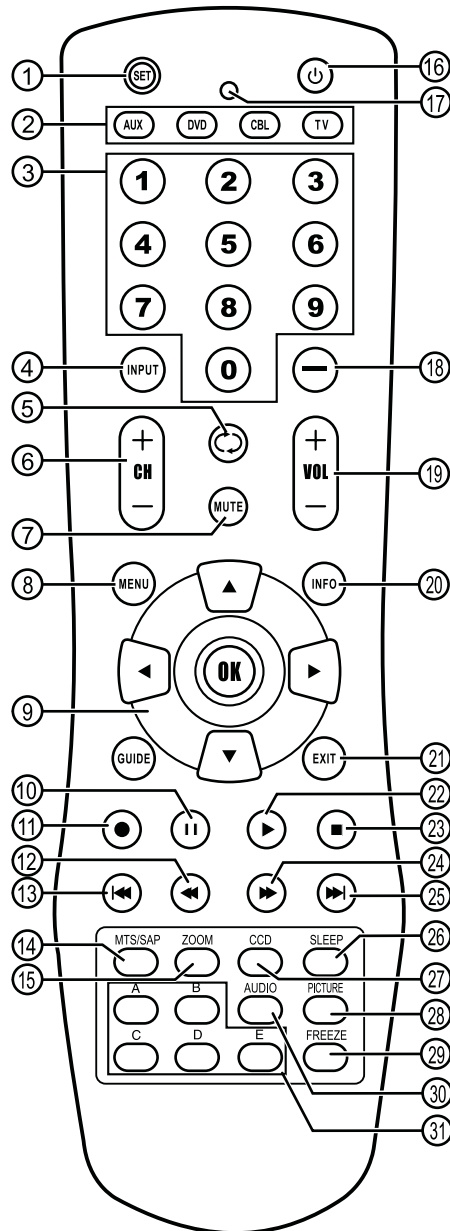 1 SET 16
17
2 AUX DVD CBL TV
3 1 2 3
4 5 6
7 8 9
4 INPUT 0 — 18
5
6 + CH — + VOL — 19
7 MUTE
8 MENU INFO 20
OK
9
GUIDE EXIT 21
10 22
11 23
12 24
13 25
14 MTS/SAP ZOOM CCD SLEEP 26
15 27
A B AUDIO PICTURE 28
C D E FREEZE 29
30
31